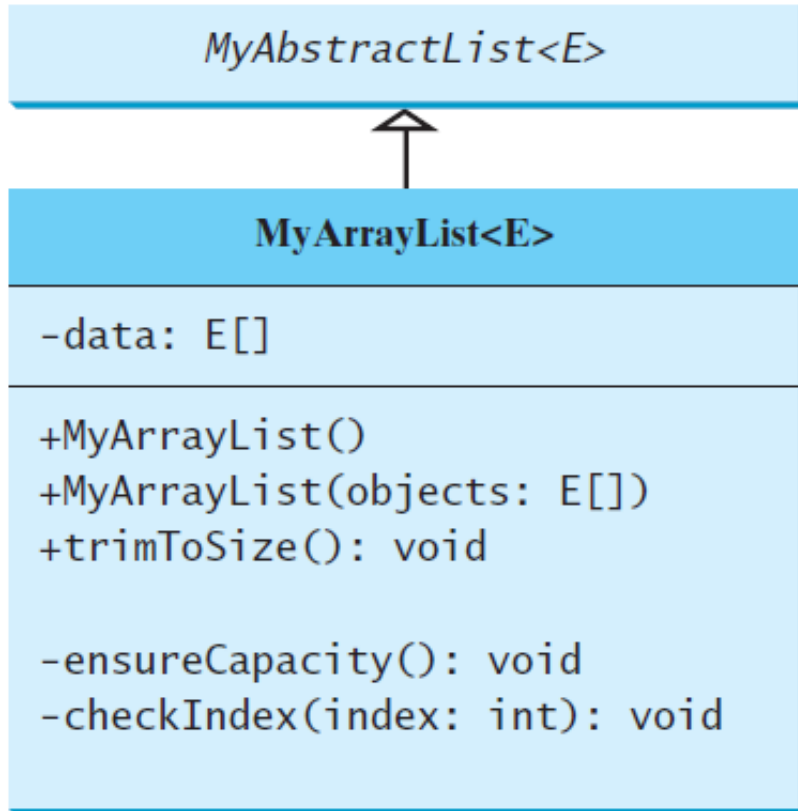 MyAbstractList<E>
MyArrayList<E>
-data: E[]
+MyArrayList()
+MyArrayList(objects: E[])
+trimToSize(): void
-ensureCapacity(): void
-checkIndex(index: int): void